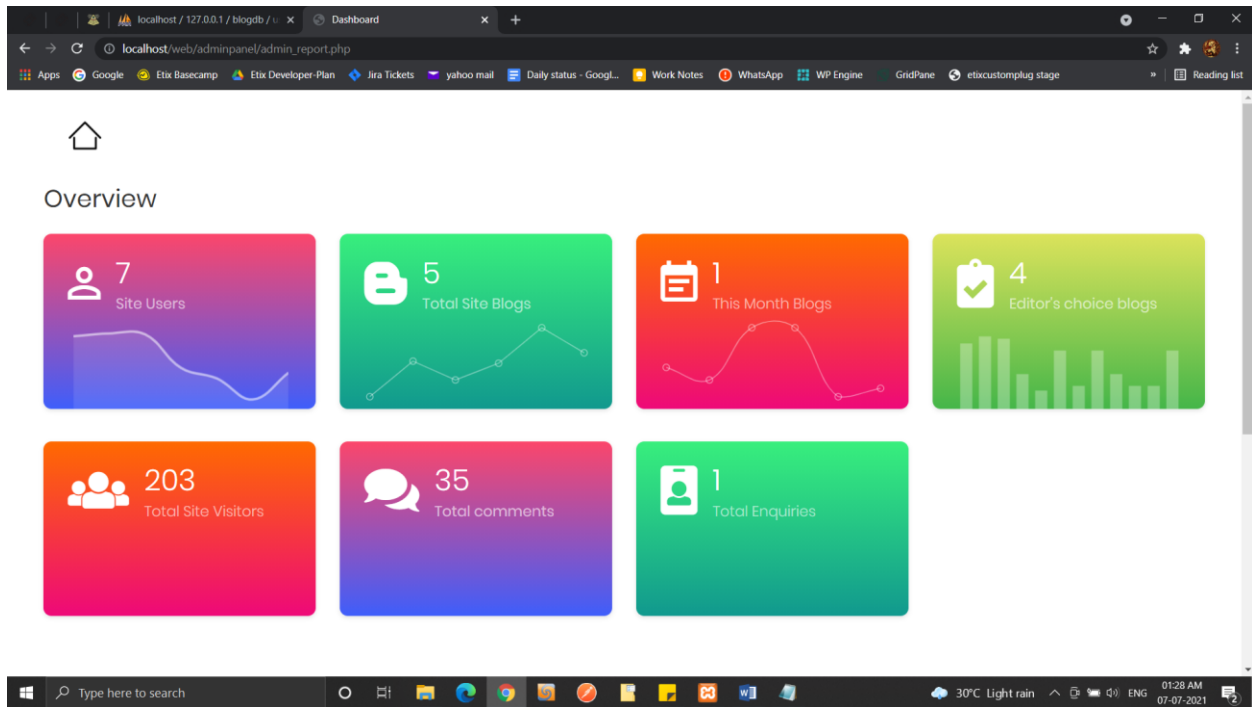 localhost / 127.0.0.1 / blogdb / u
Dashboard
localhost/web/adminpanel/admin_report.php
Apps Google Etix Basecamp Etix Developer-Plan Jira Tickets yahoo mail Daily status - Googl... Work Notes WhatsApp WP Engine GridPane etixcustomplug stage » Reading list
Overview
7
Site Users
5
Total Site Blogs
1
This Month Blogs
4
Editor's choice blogs
203
Total Site Visitors
35
Total comments
1
Total Enquiries
Type here to search
30°C Light rain
ENG
01:28 AM
07-07-2021
2